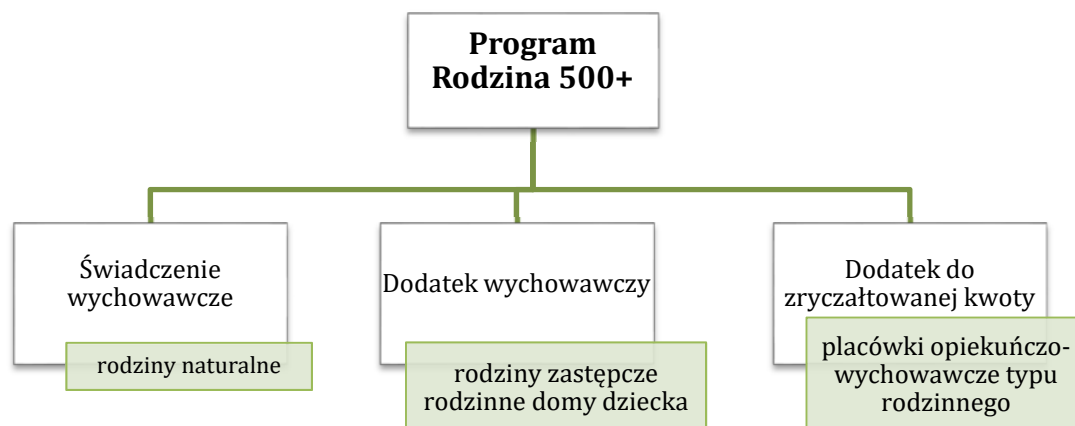 Program
Rodzina 500+
Świadczenie
wychowawcze
rodziny naturalne
Dodatek wychowawczy
rodziny zastępcze
rodzinne domy dziecka
Dodatek do
zryczałtowanej kwoty
placówki opiekuńczo-
wychowawcze typu
rodzinnego